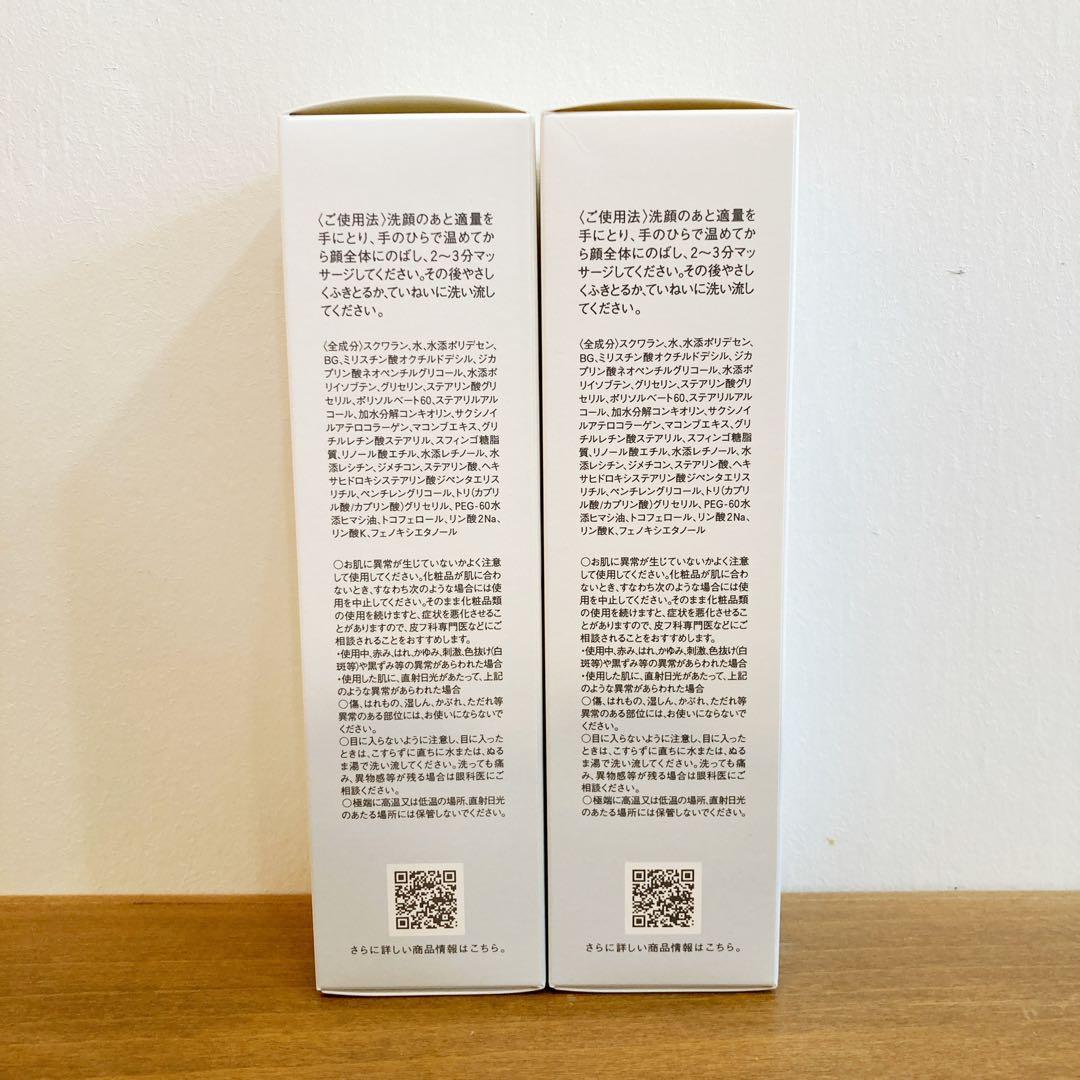 〈ご使用法〉洗顔のあと適量を
手にとり、手のひらで温めてか
ら顔全体にのばし、2〜3分マッ
サージしてください。その後やさし
くふきとるか、ていねいに洗い流し
てください。
〈全成分〉スクワラン、水、水添ポリデセン、
BG、ミリスチン酸オクチルドデシル、ジカ
プリン酸ネオペンチルグリコール、水添ポ
リイソブテン、グリセリン、ステアリン酸グリ
セリル、ポリソルベート60、ステアリルアル
コール、加水分解コンキオリン、サクシノイ
ルアテロコラーゲン、マコンブエキス、グリ
チルレチン酸ステアリル、スフィンゴ糖脂
質、リノール酸エチル、水添レチノール、水
添レシチン、ジメチコン、ステアリン酸、ヘキ
サヒドロキシステアリン酸ジペンタエリス
リチル、ペンチレングリコール、トリ(カプリ
ル酸/カプリン酸)グリセリル、PEG-60水
添ヒマシ油、トコフェロール、リン酸2Na、
リン酸K、フェノキシエタノール
○お肌に異常が生じていないかよく注意
して使用してください。化粧品が肌に合わ
ないとき、すなわち次のような場合には使
用を中止してください。そのまま化粧品類
の使用を続けますと、症状を悪化させるこ
とがありますので、皮フ科専門医などにご
相談されることをおすすめします。
・使用中、赤み、はれ、かゆみ、刺激、色抜け(白
斑等)や黒ずみ等の異常があらわれた場合
・使用した肌に、直射日光があたって、上記
のような異常があらわれた場合
○傷、はれもの、湿しん、かぶれ、ただれ等
異常のある部位には、お使いにならないで
ください。
○目に入らないように注意し、目に入った
ときは、こすらずに直ちに水または、ぬる
ま湯で洗い流してください。洗っても痛
み、異物感等が残る場合は眼科医にご
相談ください。
○極端に高温又は低温の場所、直射日光
のあたる場所には保管しないでください。
さらに詳しい商品情報はこちら。
〈ご使用法〉洗顔のあと適量を
手にとり、手のひらで温めてか
ら顔全体にのばし、2〜3分マッ
サージしてください。その後やさし
くふきとるか、ていねいに洗い流し
てください。
〈全成分〉スクワラン、水、水添ポリデセン、
BG、ミリスチン酸オクチルドデシル、ジカ
プリン酸ネオペンチルグリコール、水添ポ
リイソブテン、グリセリン、ステアリン酸グリ
セリル、ポリソルベート60、ステアリルアル
コール、加水分解コンキオリン、サクシノイ
ルアテロコラーゲン、マコンブエキス、グリ
チルレチン酸ステアリル、スフィンゴ糖脂
質、リノール酸エチル、水添レチノール、水
添レシチン、ジメチコン、ステアリン酸、ヘキ
サヒドロキシステアリン酸ジペンタエリス
リチル、ペンチレングリコール、トリ(カプリ
ル酸/カプリン酸)グリセリル、PEG-60水
添ヒマシ油、トコフェロール、リン酸2Na、
リン酸K、フェノキシエタノール
○お肌に異常が生じていないかよく注意
して使用してください。化粧品が肌に合わ
ないとき、すなわち次のような場合には使
用を中止してください。そのまま化粧品類
の使用を続けますと、症状を悪化させるこ
とがありますので、皮フ科専門医などにご
相談されることをおすすめします。
・使用中、赤み、はれ、かゆみ、刺激、色抜け(白
斑等)や黒ずみ等の異常があらわれた場合
・使用した肌に、直射日光があたって、上記
のような異常があらわれた場合
○傷、はれもの、湿しん、かぶれ、ただれ等
異常のある部位には、お使いにならないで
ください。
○目に入らないように注意し、目に入った
ときは、こすらずに直ちに水または、ぬる
ま湯で洗い流してください。洗っても痛
み、異物感等が残る場合は眼科医にご
相談ください。
○極端に高温又は低温の場所、直射日光
のあたる場所には保管しないでください。
さらに詳しい商品情報はこちら。